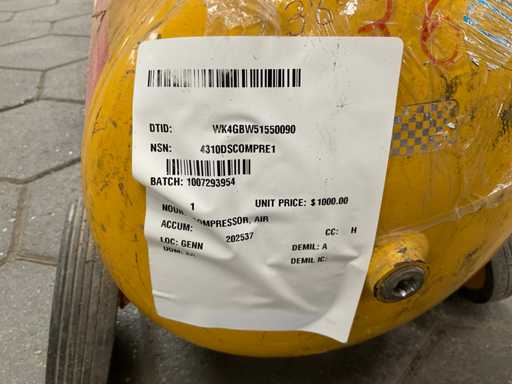 36
DTID: WK4GBW51550090
NSN: 4310DSCOMPRE1
BATCH: 1007293954
1 UNIT PRICE: $1000.00
COMPRESSOR, AIR
ACCUM: 202537 CC: H
LOC: GENN DEMIL: A
DEMIL IC: